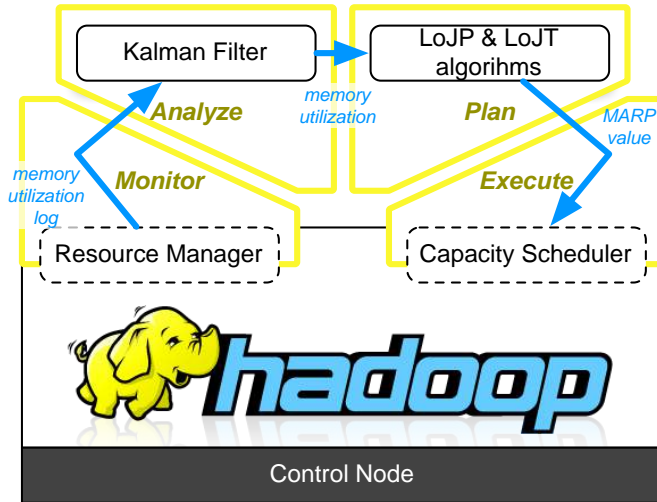 Kalman Filter
LoJP & LoJT
algorihms
memory
utilization
Analyze
Plan
MARP
value
memory
utilization
log
Monitor
Execute
Resource Manager
Capacity Scheduler
hadoop
Control Node